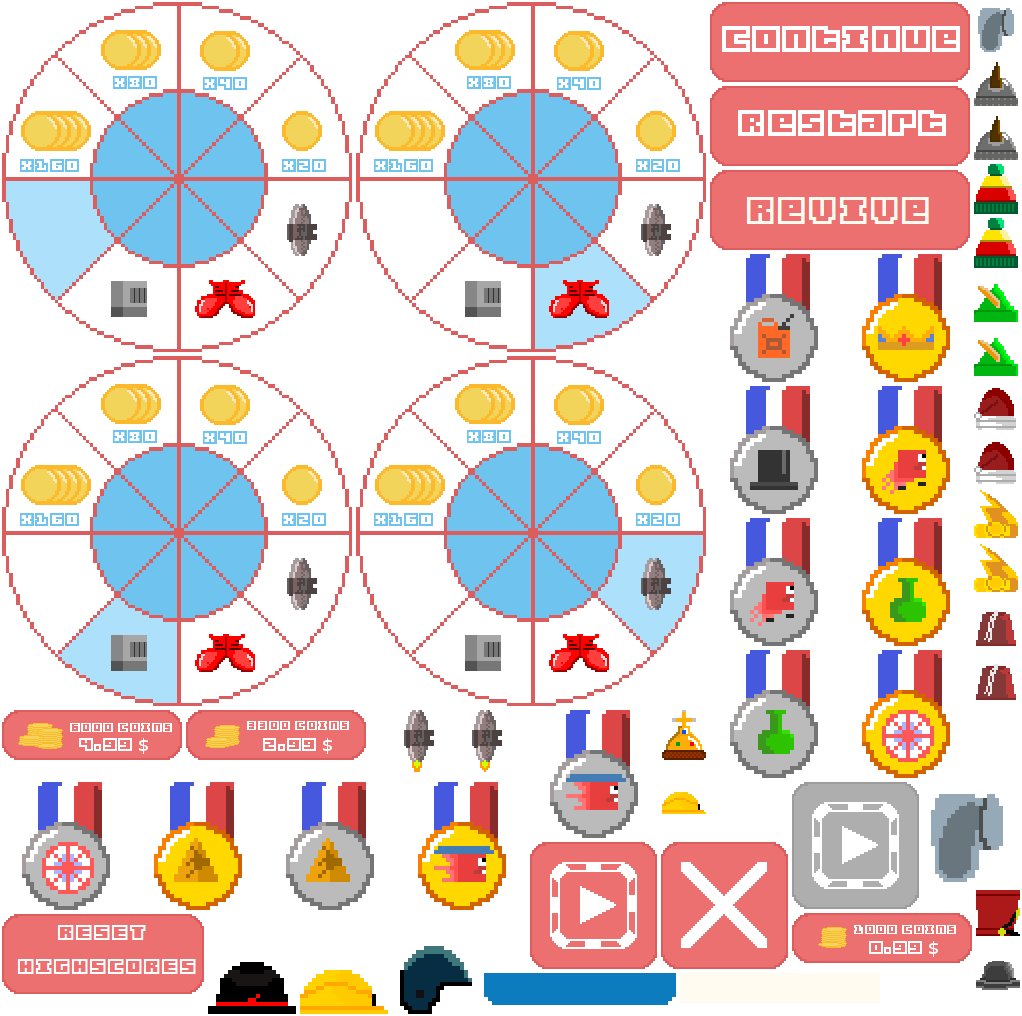 CONTINUE
RESTART
REVIVE
X80
X40
X160
X20
X80
X40
X160
X20
X80
X40
X160
X20
X80
X40
X160
X20
8000 COINS
4.99 $
3300 COINS
2.99 $
1000 COINS
0.99 $
RESET
HIGHSCORES